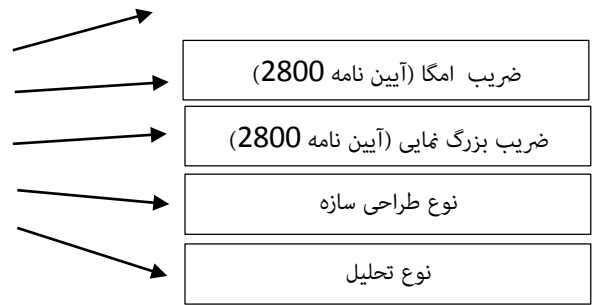 ضریب امگا (آیین نامه 2800)
ضریب بزرگ نمایی (آیین نامه 2800)
نوع طراحی سازه
نوع تحلیل